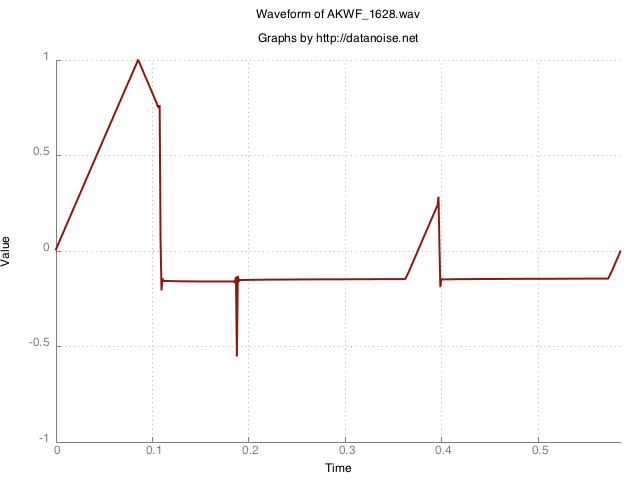 Waveform of AKWF_1628.wav
Graphs by http://datanoise.net
1
0.5
0
-0.5
-1
Value
0 0.1 0.2 0.3 0.4 0.5
Time